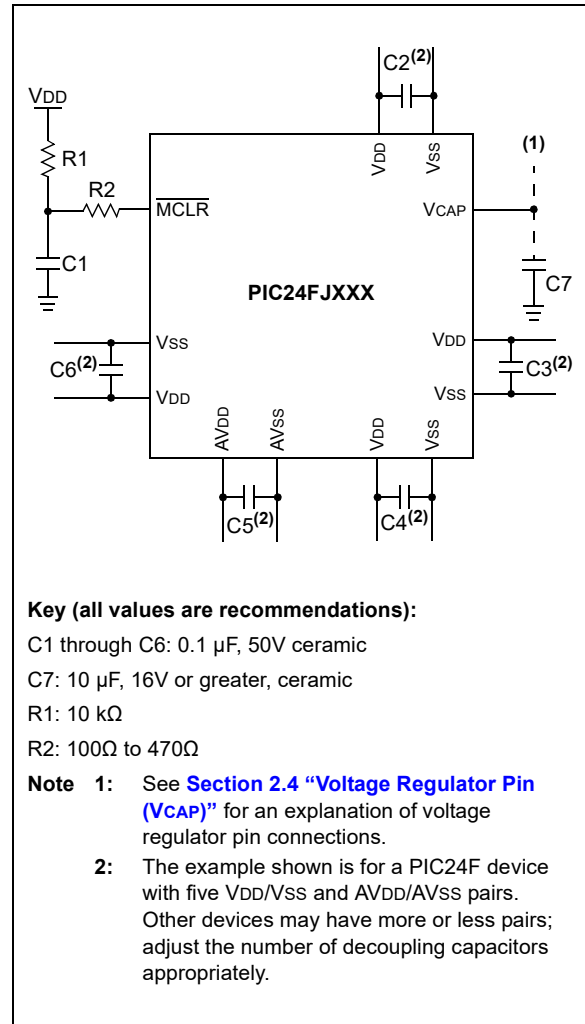 C2(2)
VDD
VDD
VSS
(1)
R1
R2
MCLR
VCAP
C1
C7
PIC24FJXXX
VSS
VDD
C6(2)
C3(2)
VDD
VSS
AVDD
AVSS
VDD
VSS
C5(2)
C4(2)
Key (all values are recommendations):
C1 through C6: 0.1 µF, 50V ceramic
C7: 10 µF, 16V or greater, ceramic
R1: 10 kΩ
R2: 100Ω to 470Ω
Note 1: See Section 2.4 “Voltage Regulator Pin
(VCAP)” for an explanation of voltage
regulator pin connections.
2: The example shown is for a PIC24F device
with five VDD/VSS and AVDD/AVSS pairs.
Other devices may have more or less pairs;
adjust the number of decoupling capacitors
appropriately.